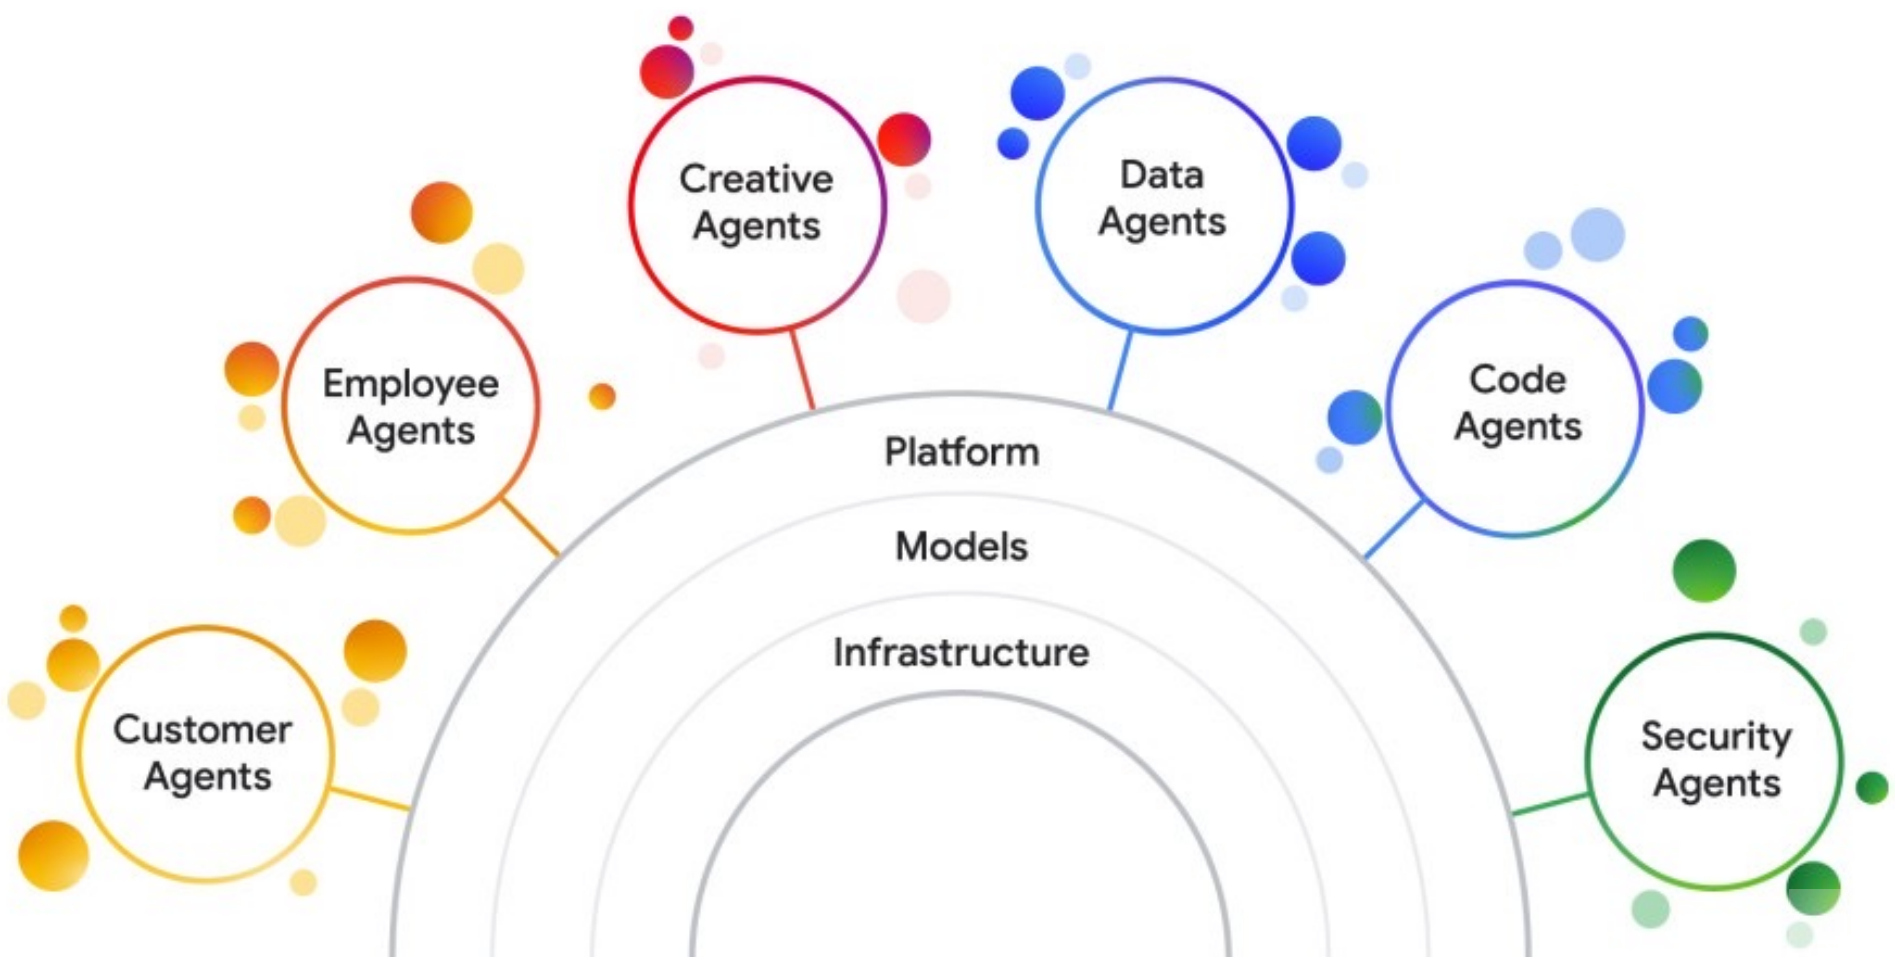 Creative
Agents
Data
Agents
Employee
Agents
Code
Agents
Customer
Agents
Security
Agents
Platform
Models
Infrastructure